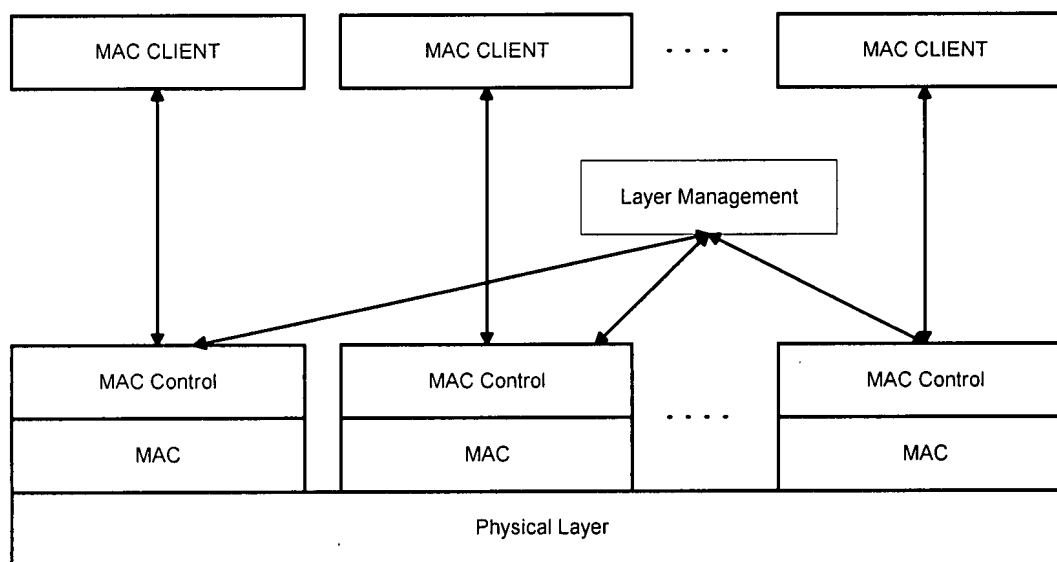 MAC CLIENT
MAC CLIENT
. . . .
MAC CLIENT
Layer Management
MAC Control
MAC Control
MAC Control
. . . .
MAC
MAC
MAC
Physical Layer